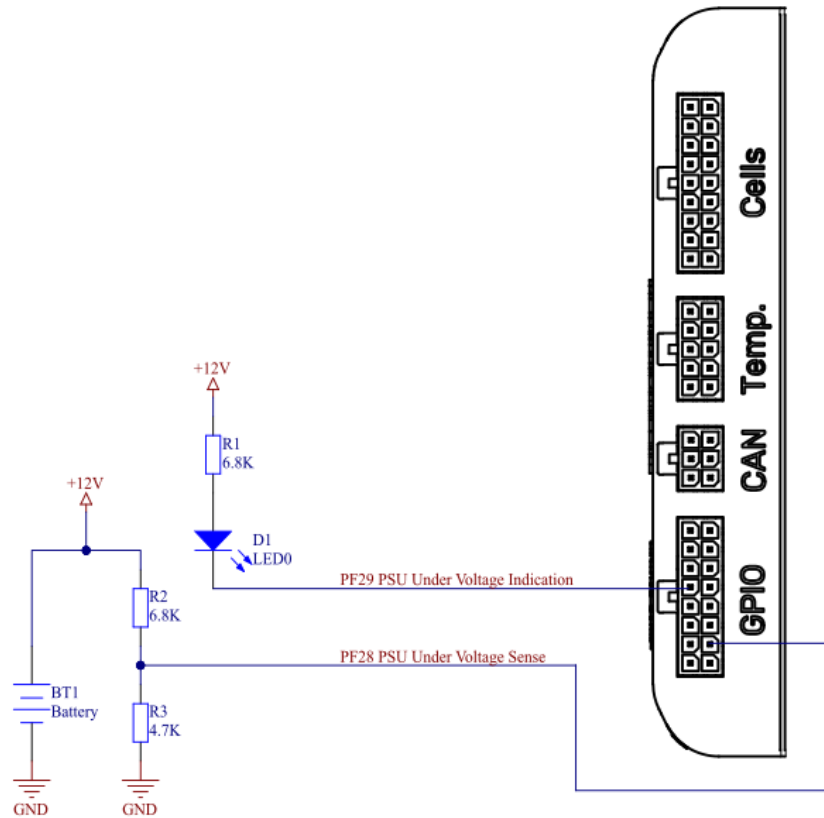 Cells
Temp.
CAN
GPIO
+12V
R1
6.8K
D1
LED0
PF29 PSU Under Voltage Indication
+12V
R2
6.8K
PF28 PSU Under Voltage Sense
BT1
Battery
R3
4.7K
GND
GND